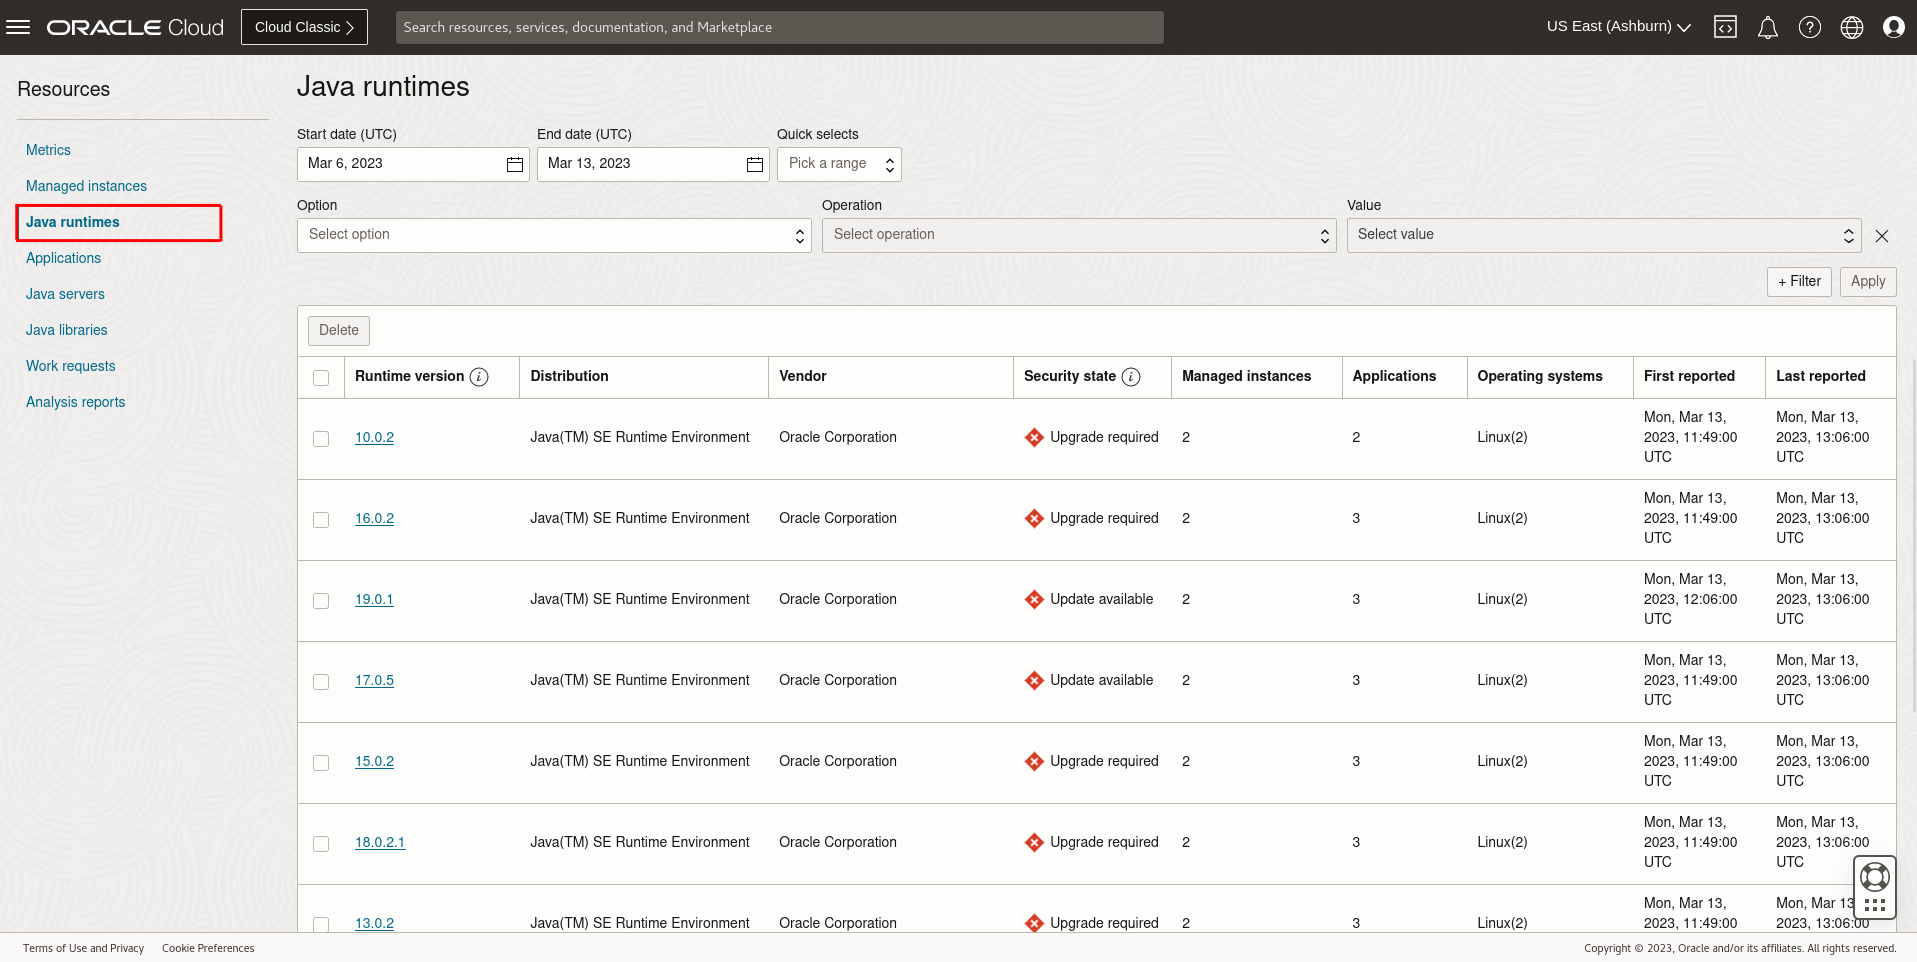 ORACLE Cloud
Cloud Classic
Search resources, services, documentation, and Marketplace
US East (Ashburn)
Resources
Metrics
Managed instances
Java runtimes
Applications
Java servers
Java libraries
Work requests
Analysis reports
Java runtimes
Start date (UTC) End date (UTC) Quick selects
Mar 6, 2023 Mar 13, 2023 Pick a range
Option Operation Value
Select option Select operation Select value
+ Filter Apply
Delete
Runtime version i Distribution Vendor Security state i Managed instances Applications Operating systems First reported Last reported
Mon, Mar 13, Mon, Mar 13,
10.0.2 Java(TM) SE Runtime Environment Oracle Corporation Upgrade required 2 2 Linux(2) 2023, 11:49:00 2023, 13:06:00
UTC UTC
Mon, Mar 13, Mon, Mar 13,
16.0.2 Java(TM) SE Runtime Environment Oracle Corporation Upgrade required 2 3 Linux(2) 2023, 11:49:00 2023, 13:06:00
UTC UTC
Mon, Mar 13, Mon, Mar 13,
19.0.1 Java(TM) SE Runtime Environment Oracle Corporation Update available 2 3 Linux(2) 2023, 12:06:00 2023, 13:06:00
UTC UTC
Mon, Mar 13, Mon, Mar 13,
17.0.5 Java(TM) SE Runtime Environment Oracle Corporation Update available 2 3 Linux(2) 2023, 11:49:00 2023, 13:06:00
UTC UTC
Mon, Mar 13, Mon, Mar 13,
15.0.2 Java(TM) SE Runtime Environment Oracle Corporation Upgrade required 2 3 Linux(2) 2023, 11:49:00 2023, 13:06:00
UTC UTC
Mon, Mar 13, Mon, Mar 13,
18.0.2.1 Java(TM) SE Runtime Environment Oracle Corporation Upgrade required 2 3 Linux(2) 2023, 11:49:00 2023, 13:06:00
UTC UTC
Mon, Mar 13, Mon, Mar 13
13.0.2 Java(TM) SE Runtime Environment Oracle Corporation Upgrade required 2 3 Linux(2) 2023, 11:49:00 2023, 13:06:00
Terms of Use and Privacy Cookie Preferences
Copyright © 2023, Oracle and/or its affiliates. All rights reserved.